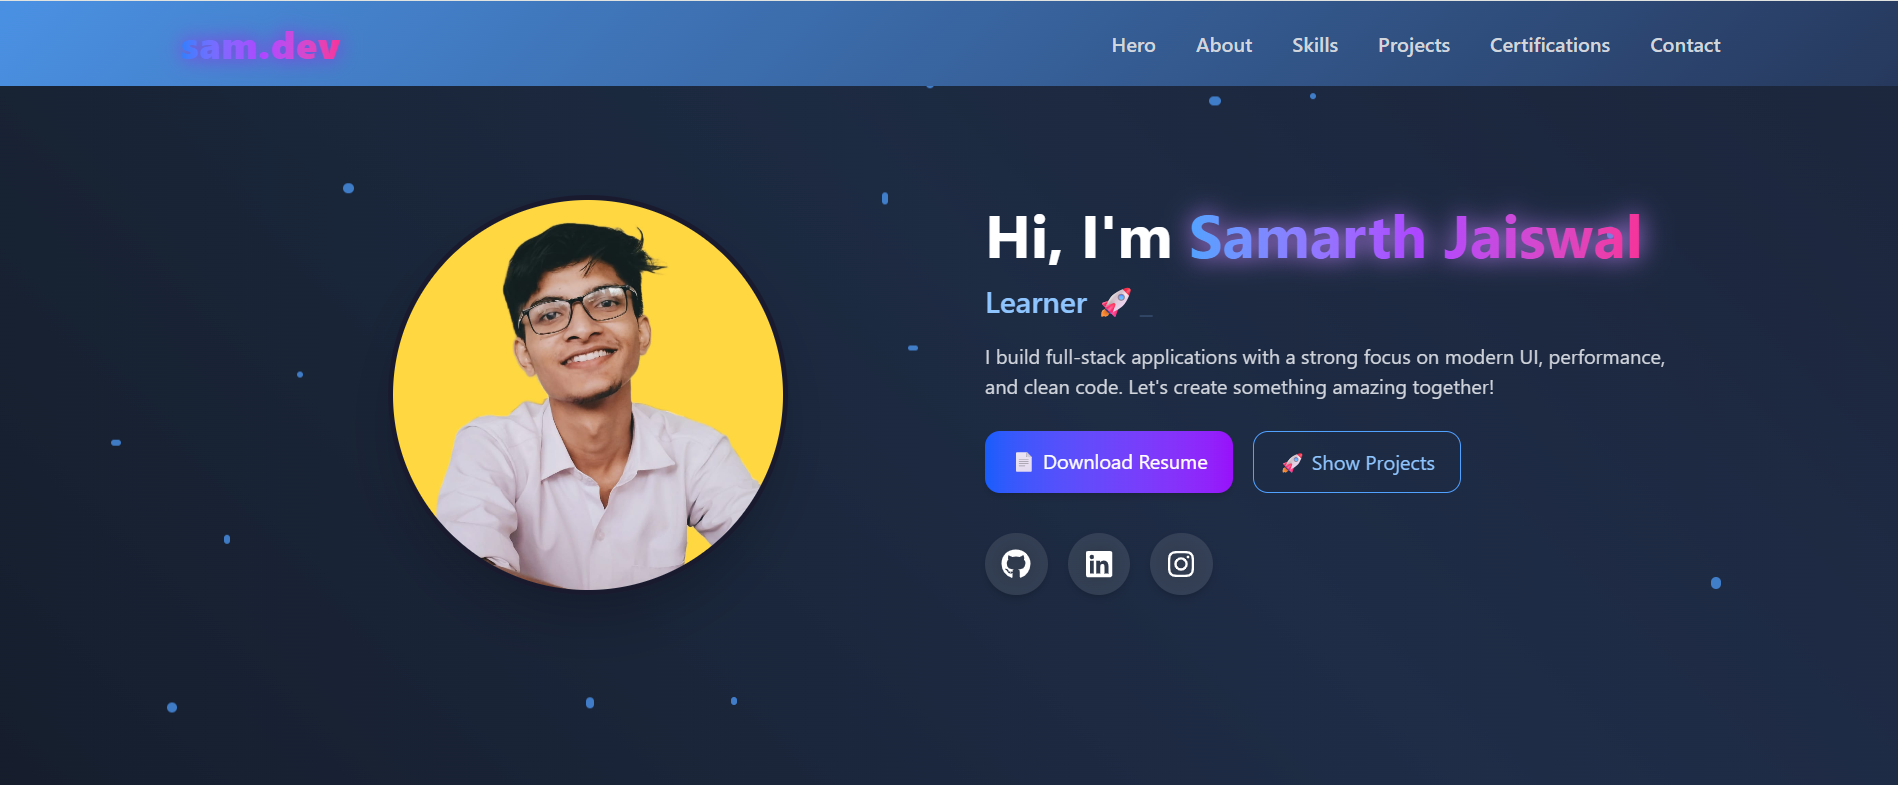 sam.dev
Hero About Skills Projects Certifications Contact
Hi, I'm Samarth Jaiswal
Learner 🚀 _
I build full-stack applications with a strong focus on modern UI, performance,
and clean code. Let's create something amazing together!
📄 Download Resume
🚀 Show Projects
in